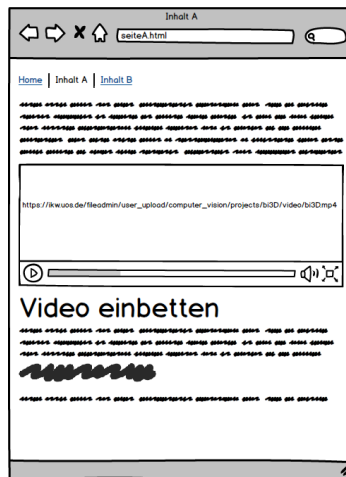 Inhalt A
seiteA.html
Home | Inhalt A | Inhalt B
https://ikw.uos.de/fileadmin/user_upload/computer_vision/projects/bi3D/video/bi3D.mp4
Video einbetten